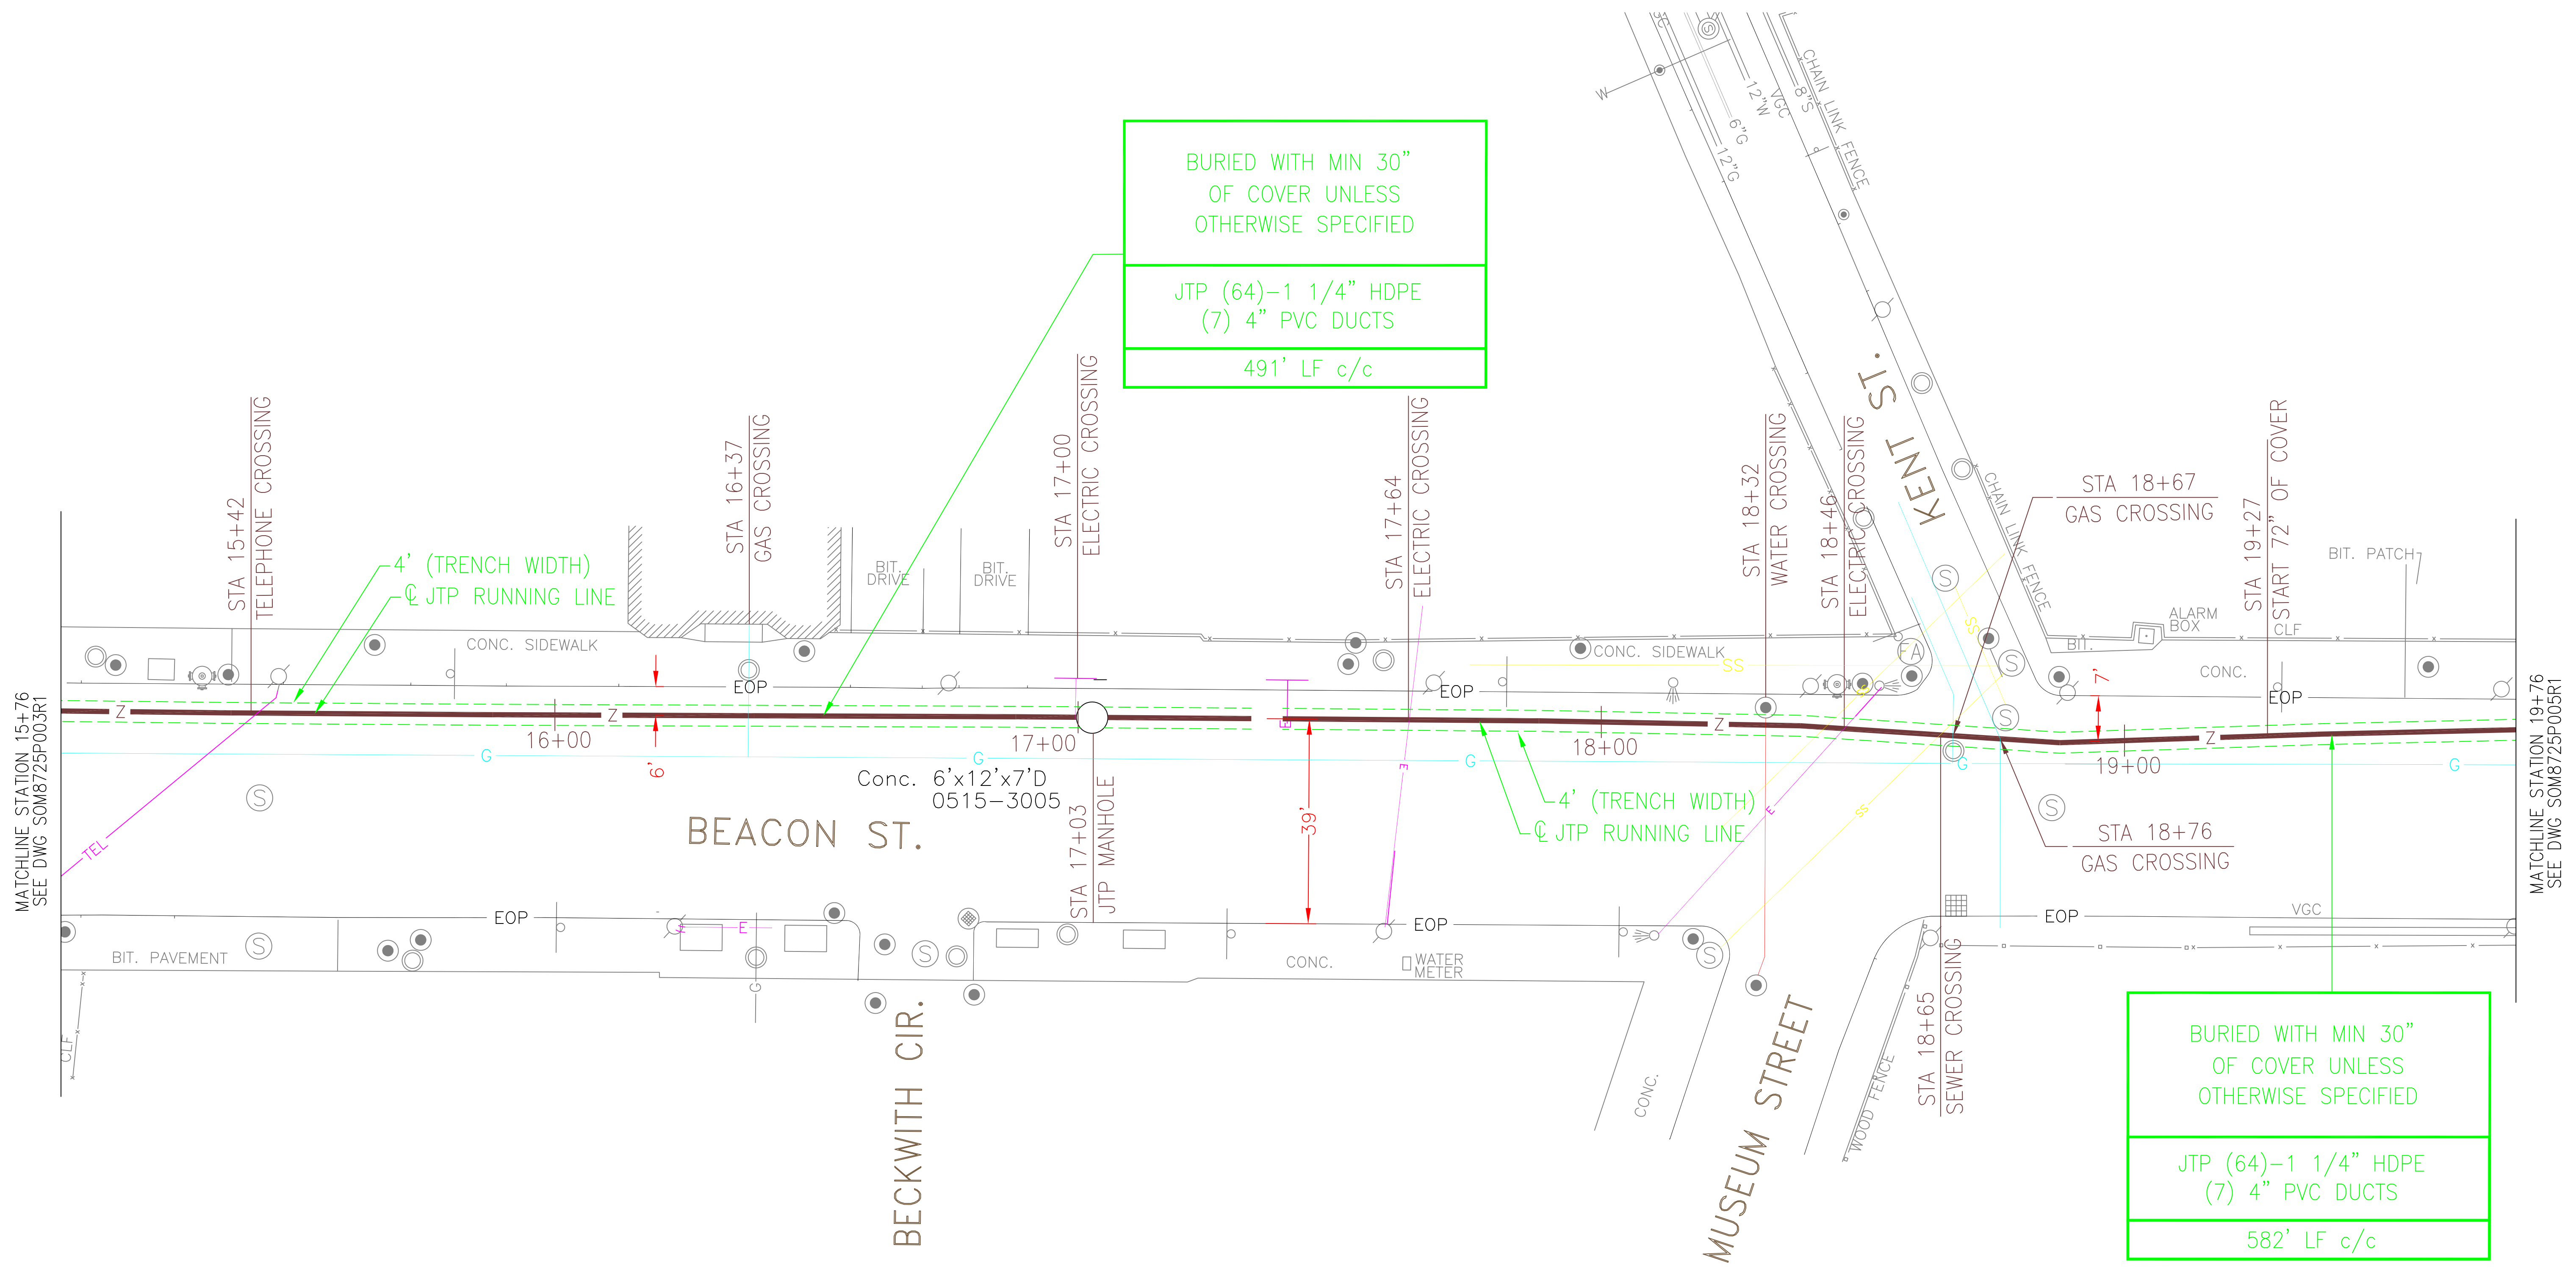 SC
S
W
12"W
VGC
8"S
6"G
12"G
CHAIN LINK FENCE
BURIED WITH MIN 30"
OF COVER UNLESS
OTHERWISE SPECIFIED
JTP (64)-1 1/4" HDPE
(7) 4" PVC DUCTS
491' LF c/c
KENT ST.
CHAIN LINK FENCE
STA 15+42
TELEPHONE CROSSING
STA 16+37
GAS CROSSING
STA 17+00
ELECTRIC CROSSING
STA 17+64
ELECTRIC CROSSING
STA 18+32
WATER CROSSING
STA 18+46
ELECTRIC CROSSING
STA 18+67
GAS CROSSING
STA 19+27
START 72" OF COVER
BIT. PATCH
4' (TRENCH WIDTH)
℄ JTP RUNNING LINE
BIT.
DRIVE
BIT.
DRIVE
CONC. SIDEWALK
CONC. SIDEWALK
SS
SS
SS
FA
S
S
BIT.
ALARM
BOX
CLF
CONC.
EOP
EOP
EOP
7'
MATCHLINE STATION 15+76
SEE DWG SOM8725P003R1
MATCHLINE STATION 19+76
SEE DWG SOM8725P005R1
Z
Z
Z
Z
E
S
16+00
17+00
18+00
19+00
6'
G
G
G
G
G
E
Conc. 6'x12'x7'D
0515-3005
39'
4' (TRENCH WIDTH)
℄ JTP RUNNING LINE
E
SS
S
S
BEACON ST.
TEL
STA 17+03
JTP MANHOLE
STA 18+76
GAS CROSSING
EOP
EOP
EOP
VGC
E
S
S
S
BIT. PAVEMENT
CONC.
WATER
METER
G
CLF
BECKWITH CIR.
CONC.
MUSEUM STREET
WOOD FENCE
STA 18+65
SEWER CROSSING
BURIED WITH MIN 30"
OF COVER UNLESS
OTHERWISE SPECIFIED
JTP (64)-1 1/4" HDPE
(7) 4" PVC DUCTS
582' LF c/c